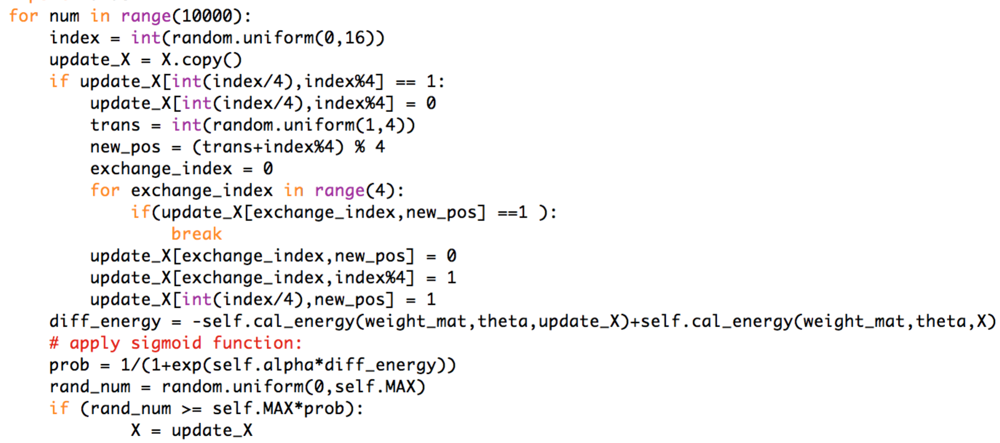 for num in range(10000):
    index = int(random.uniform(0,16))
    update_X = X.copy()
    if update_X[int(index/4),index%4] == 1:
        update_X[int(index/4),index%4] = 0
        trans = int(random.uniform(1,4))
        new_pos = (trans+index%4) % 4
        exchange_index = 0
        for exchange_index in range(4):
            if(update_X[exchange_index,new_pos] ==1 ):
                break
        update_X[exchange_index,new_pos] = 0
        update_X[exchange_index,index%4] = 1
        update_X[int(index/4),new_pos] = 1
    diff_energy = -self.cal_energy(weight_mat,theta,update_X)+self.cal_energy(weight_mat,theta,X)
    # apply sigmoid function:
    prob = 1/(1+exp(self.alpha*diff_energy))
    rand_num = random.uniform(0,self.MAX)
    if (rand_num >= self.MAX*prob):
            X = update_X